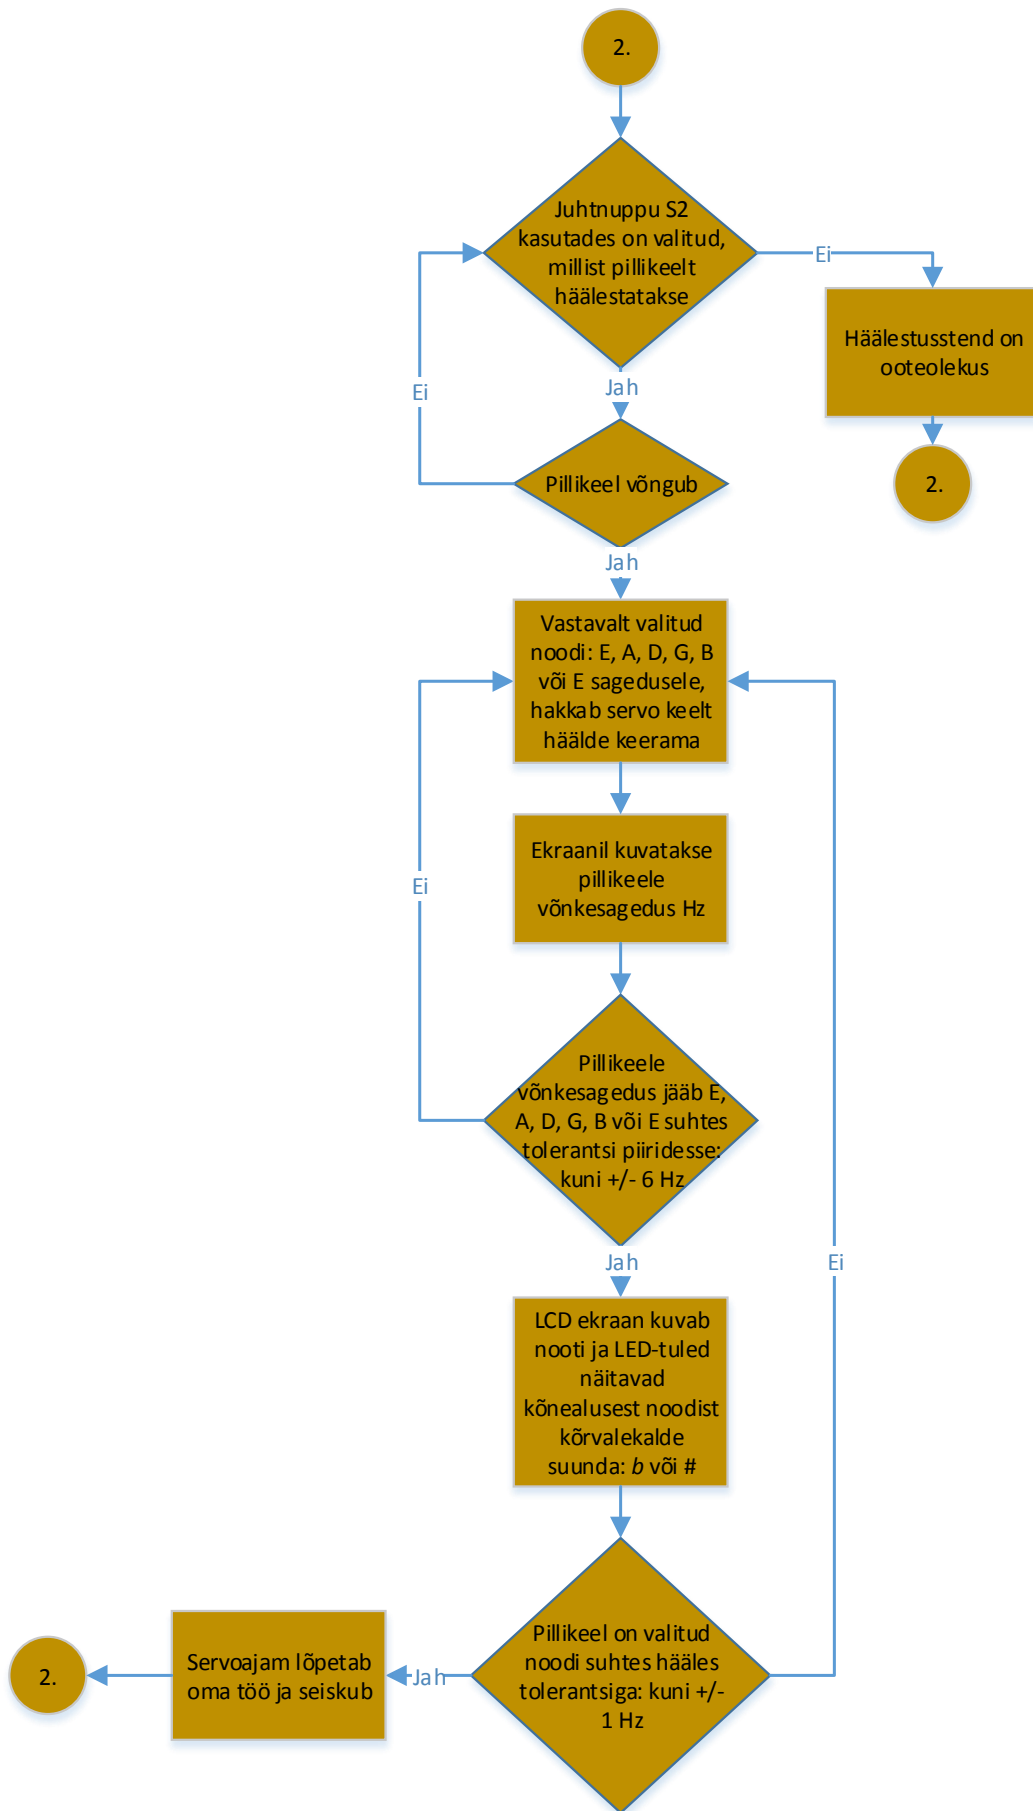 2.
Juhtnuppu S2
kasutades on valitud,
millist pillikeelt
häälestatakse
Ei
Häälestusstend on
ooteolekus
2.
Jah
Ei
Pillikeel võngub
Jah
Vastavalt valitud
noodi: E, A, D, G, B
või E sagedusele,
hakkab servo keelt
häälde keerama
Ekraanil kuvatakse
pillikeele
võnkesagedus Hz
Ei
Pillikeele
võnkesagedus jääb E,
A, D, G, B või E suhtes
tolerantsi piiridesse:
kuni +/- 6 Hz
Jah
Ei
LCD ekraan kuvab
nooti ja LED-tuled
näitavad
kõnealusest noodist
kõrvalekalde
suunda: b või #
Pillikeel on valitud
noodi suhtes hääles
tolerantsiga: kuni +/-
1 Hz
Jah
Servoajam lõpetab
oma töö ja seiskub
2.